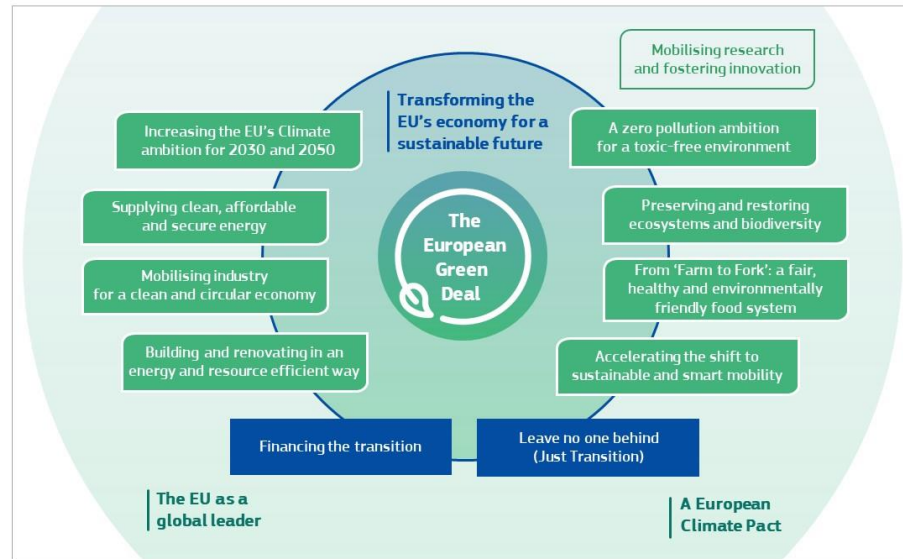 Mobilising research
and fostering innovation
Transforming the
EU's economy for a
sustainable future
Increasing the EU's Climate
ambition for 2030 and 2050
A zero pollution ambition
for a toxic-free environment
Supplying clean, affordable
and secure energy
Preserving and restoring
ecosystems and biodiversity
The
European
Green
Deal
Mobilising industry
for a clean and circular economy
From 'Farm to Fork': a fair,
healthy and environmentally
friendly food system
Building and renovating in an
energy and resource efficient way
Accelerating the shift to
sustainable and smart mobility
Financing the transition
Leave no one behind
(Just Transition)
The EU as a
global leader
A European
Climate Pact